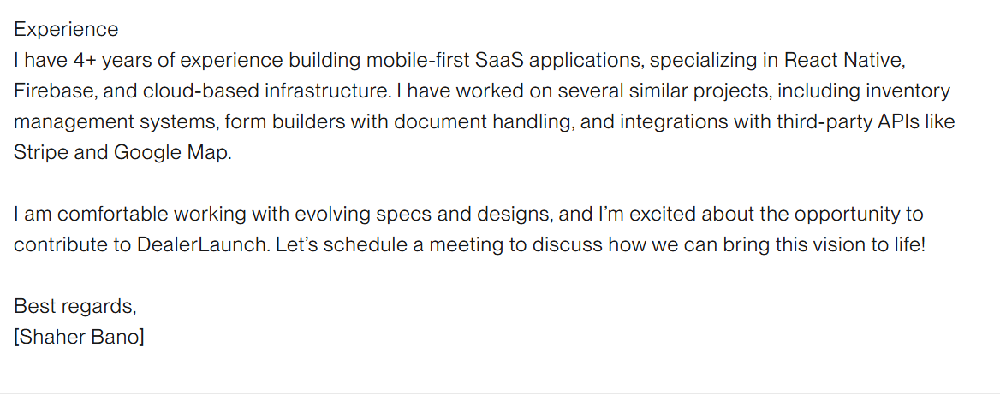 Experience
I have 4+ years of experience building mobile-first SaaS applications, specializing in React Native,
Firebase, and cloud-based infrastructure. I have worked on several similar projects, including inventory
management systems, form builders with document handling, and integrations with third-party APIs like
Stripe and Google Map.
I am comfortable working with evolving specs and designs, and I’m excited about the opportunity to
contribute to DealerLaunch. Let’s schedule a meeting to discuss how we can bring this vision to life!
Best regards,
[Shaher Bano]